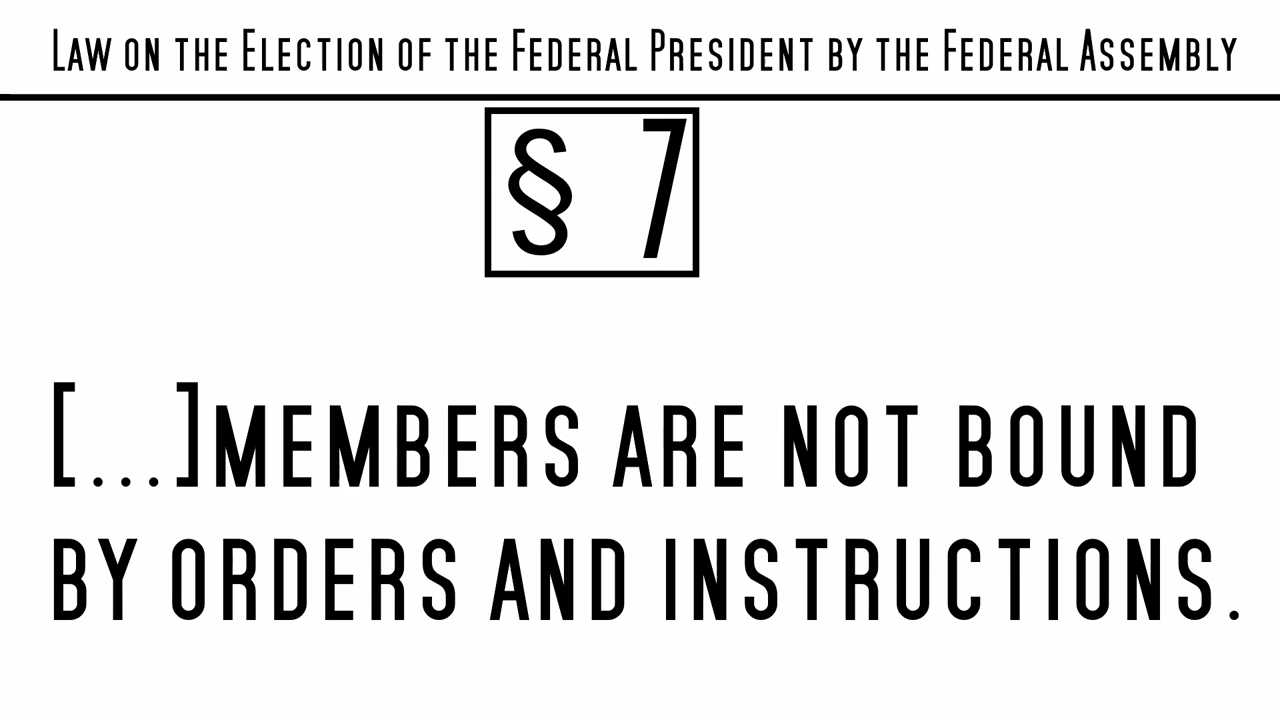 Law on the Election of the Federal President by the Federal Assembly
§ 7
[...]members are not bound
by orders and instructions.